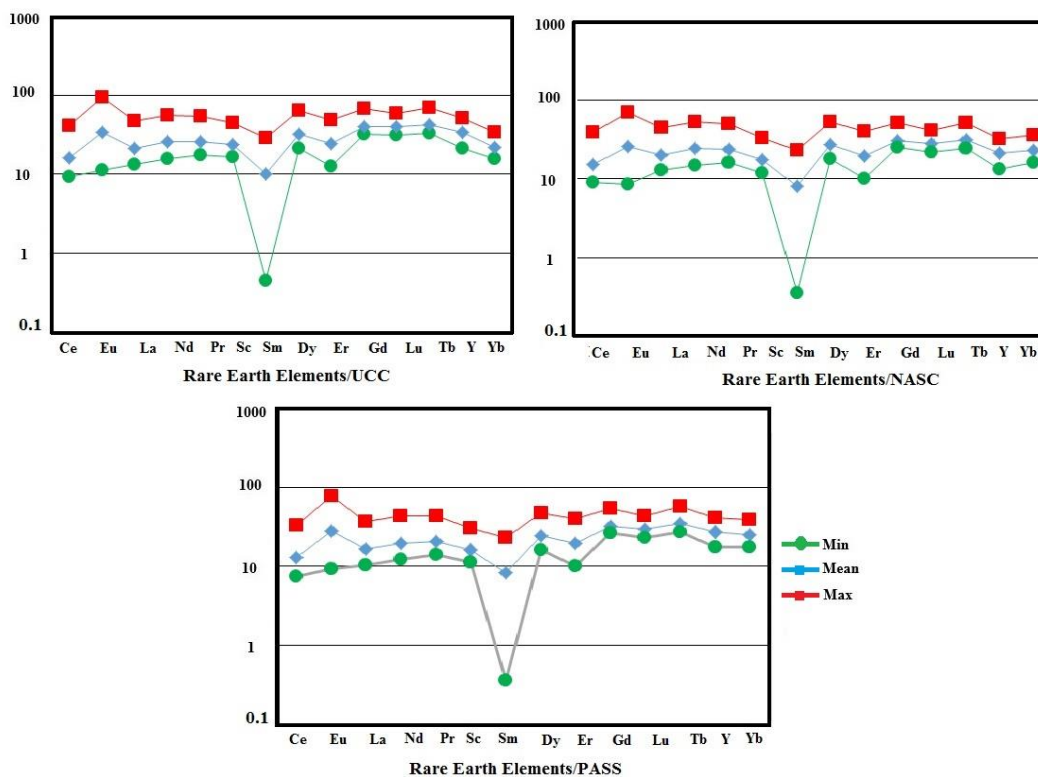 1000
100
10
1
0.1
Ce Eu La Nd Pr Sc Sm Dy Er Gd Lu Tb Y Yb
Rare Earth Elements/UCC
1000
100
10
1
0.1
Ce Eu La Nd Pr Sc Sm Dy Er Gd Lu Tb Y Yb
Rare Earth Elements/NASC
1000
100
10
1
0.1
Ce Eu La Nd Pr Sc Sm Dy Er Gd Lu Tb Y Yb
Rare Earth Elements/PASS
Min
Mean
Max